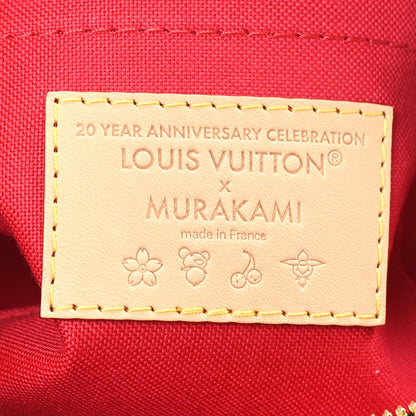 20 YEAR ANNIVERSARY CELEBRATION
LOUIS VUITTON®
x
MURAKAMI
made in France